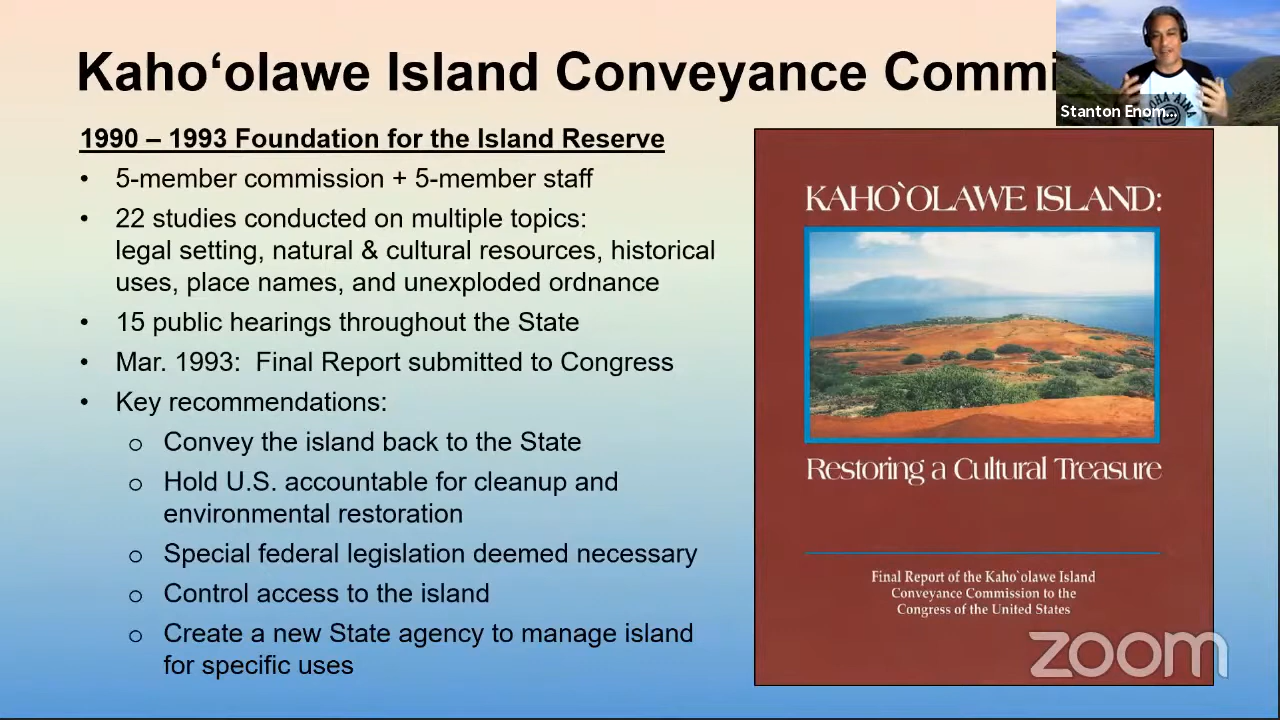 Kahoʻolawe Island Conveyance Commi
Stanton Enom...
1990 – 1993 Foundation for the Island Reserve
• 5-member commission + 5-member staff
• 22 studies conducted on multiple topics:
legal setting, natural & cultural resources, historical
uses, place names, and unexploded ordnance
• 15 public hearings throughout the State
• Mar. 1993:  Final Report submitted to Congress
• Key recommendations:
o Convey the island back to the State
o Hold U.S. accountable for cleanup and
environmental restoration
o Special federal legislation deemed necessary
o Control access to the island
o Create a new State agency to manage island
for specific uses
KAHO`OLAWE ISLAND:
Restoring a Cultural Treasure
Final Report of the Kaho`olawe Island
Conveyance Commission to the
Congress of the United States
zoom